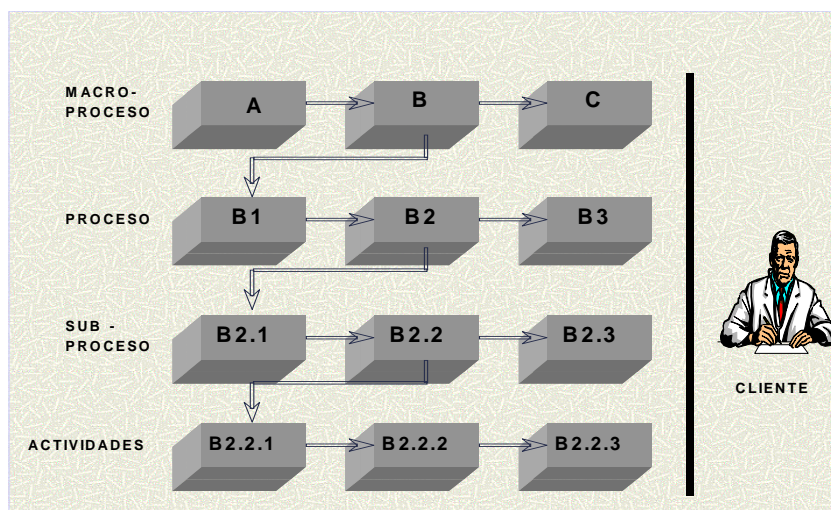 MACRO-
PROCESO
A
B
C
PROCESO
B1
B2
B3
SUB -
PROCESO
B2.1
B2.2
B2.3
ACTIVIDADES
B2.2.1
B2.2.2
B2.2.3
CLIENTE